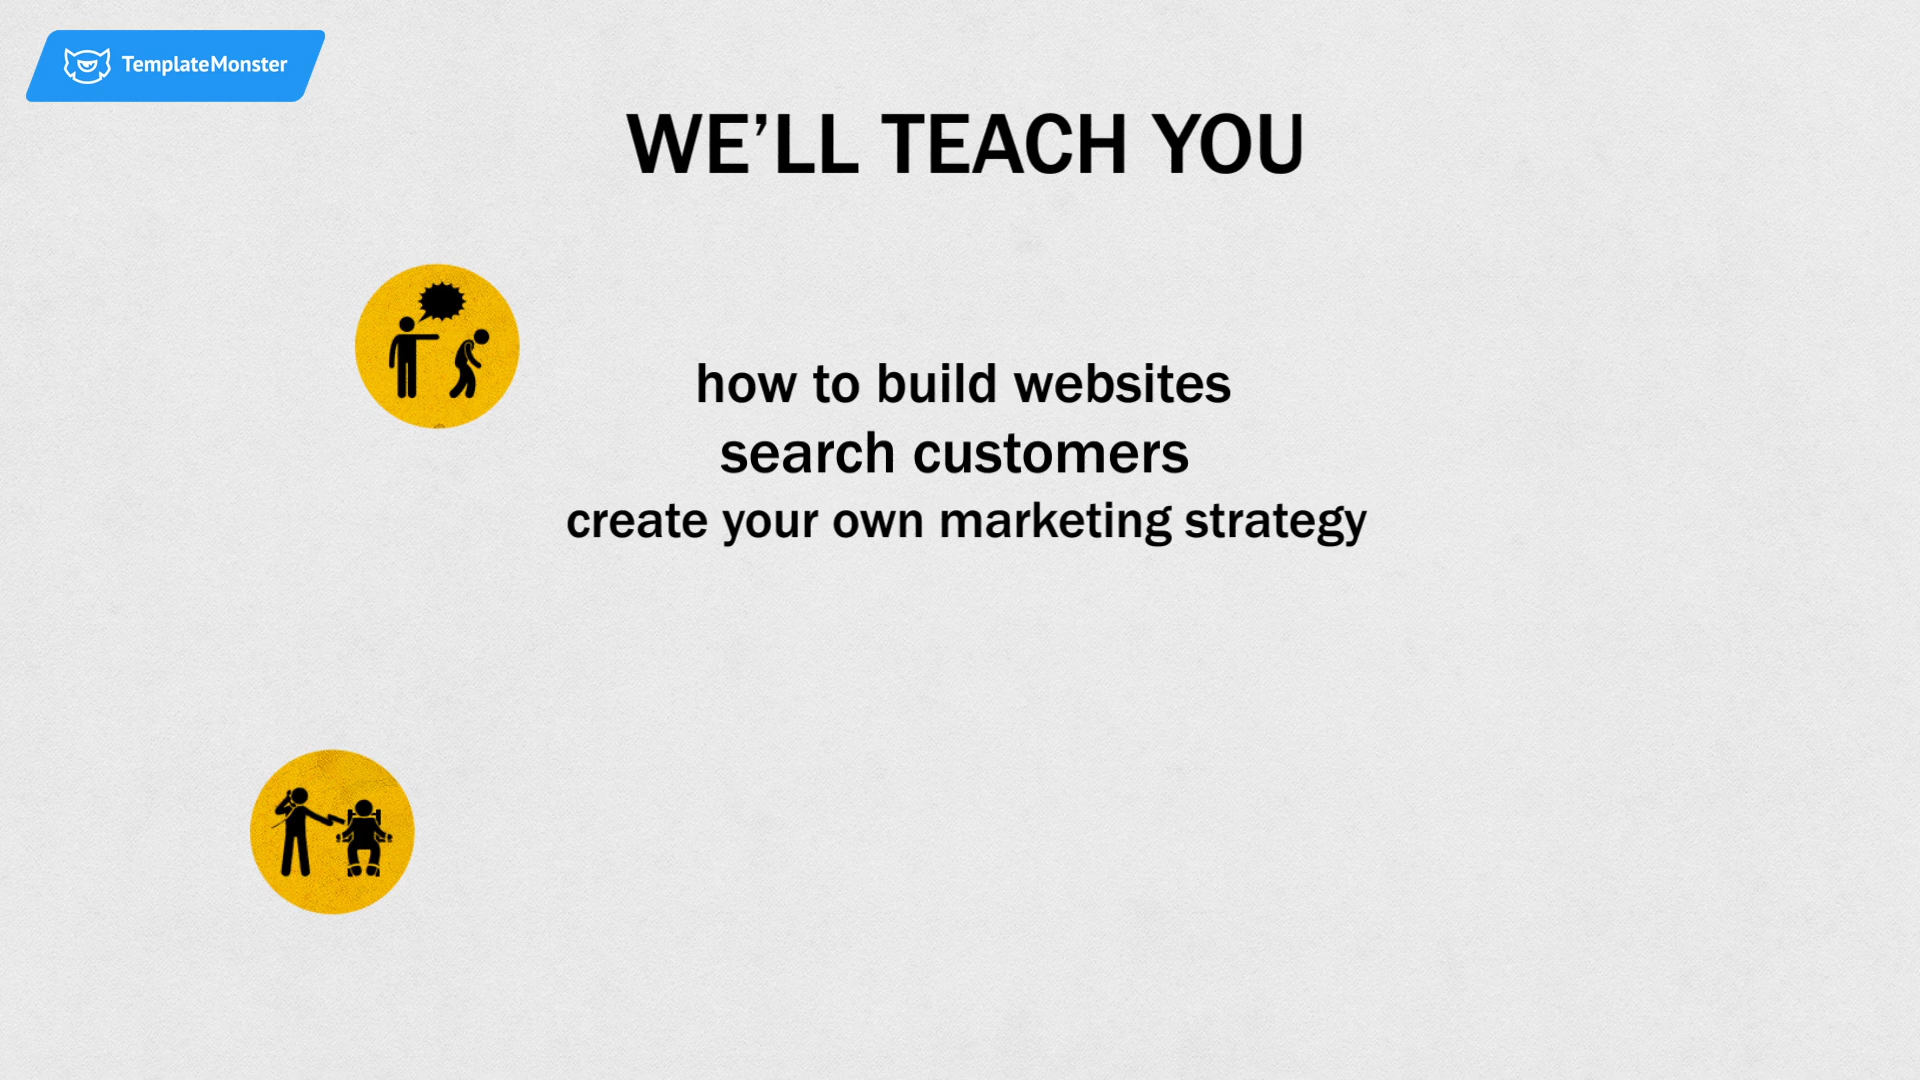 TemplateMonster
WE’LL TEACH YOU
how to build websites
search customers
create your own marketing strategy